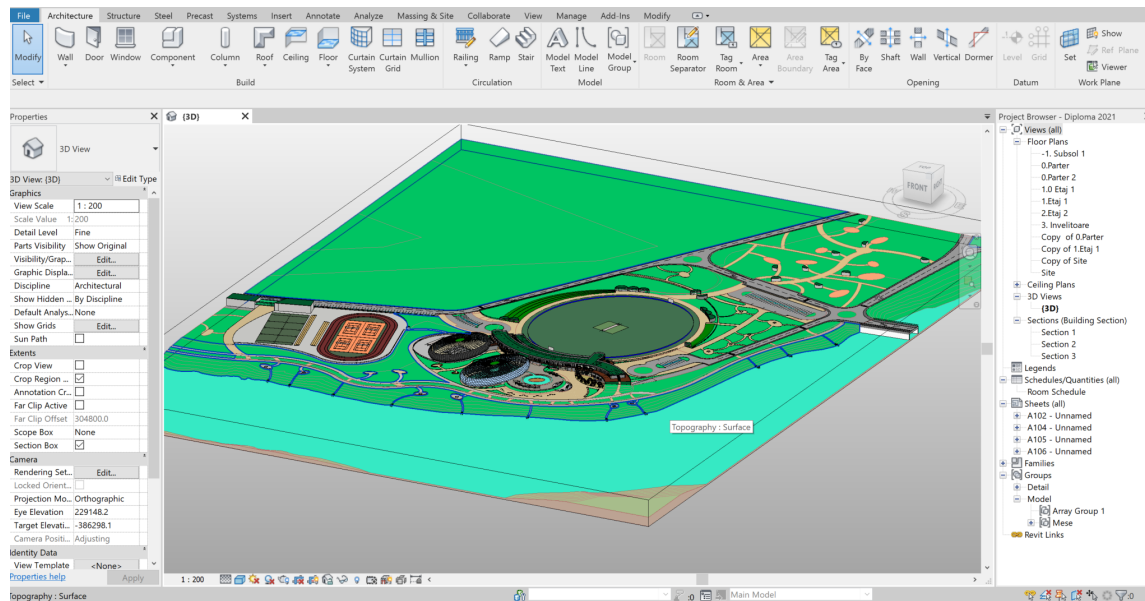 File Architecture Structure Steel Precast Systems Insert Annotate Analyze Massing & Site Collaborate View Manage Add-Ins Modify
Modify Wall Door Window Component Column Roof Ceiling Floor Curtain System Curtain Grid Mullion Railing Ramp Stair Model Text Model Line Model Group Room Room Separator Tag Room Area Area Boundary Tag Area By Face Shaft Wall Vertical Dormer Level Grid Set Show Ref Plane Viewer
Select Build Circulation Model Room & Area Opening Datum Work Plane
Properties
3D View
3D View: {3D} Edit Type
Graphics
View Scale 1 : 200
Scale Value 1: 200
Detail Level Fine
Parts Visibility Show Original
Visibility/Grap... Edit...
Graphic Displa... Edit...
Discipline Architectural
Show Hidden ... By Discipline
Default Analys... None
Show Grids Edit...
Sun Path
Extents
Crop View
Crop Region ...
Annotation Cr...
Far Clip Active
Far Clip Offset 304800.0
Scope Box None
Section Box
Camera
Rendering Set... Edit...
Locked Orient...
Projection Mo... Orthographic
Eye Elevation 229148.2
Target Elevati... -386298.1
Camera Positi... Adjusting
Identity Data
View Template <None>
Properties help Apply
{3D}
FRONT
Topography : Surface
1 : 200
Project Browser - Diploma 2021
Views (all)
Floor Plans
-1. Subsol 1
0.Parter
0.Parter 2
1.0 Etaj 1
1.Etaj 1
2.Etaj 2
3. Invelitoare
Copy of 0.Parter
Copy of 1.Etaj 1
Copy of Site
Site
Ceiling Plans
3D Views
{3D}
Sections (Building Section)
Section 1
Section 2
Section 3
Legends
Schedules/Quantities (all)
Room Schedule
Sheets (all)
A102 - Unnamed
A104 - Unnamed
A105 - Unnamed
A106 - Unnamed
Families
Groups
Detail
Model
Array Group 1
Mese
Revit Links
Topography : Surface :0 Main Model :0